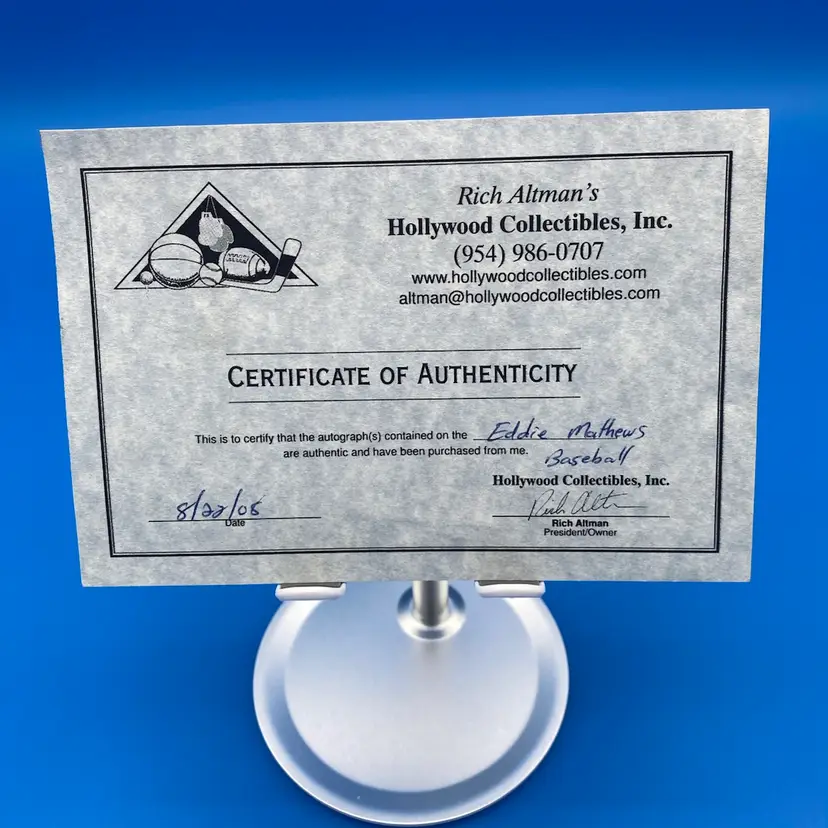 Rich Altman's
Hollywood Collectibles, Inc.
(954) 986-0707
www.hollywoodcollectibles.com
altman@hollywoodcollectibles.com
CERTIFICATE OF AUTHENTICITY
This is to certify that the autograph(s) contained on the Eddie Mathews
are authentic and have been purchased from me. Baseball
Hollywood Collectibles, Inc.
8/22/05 Rich Altman
Date Rich Altman
President/Owner